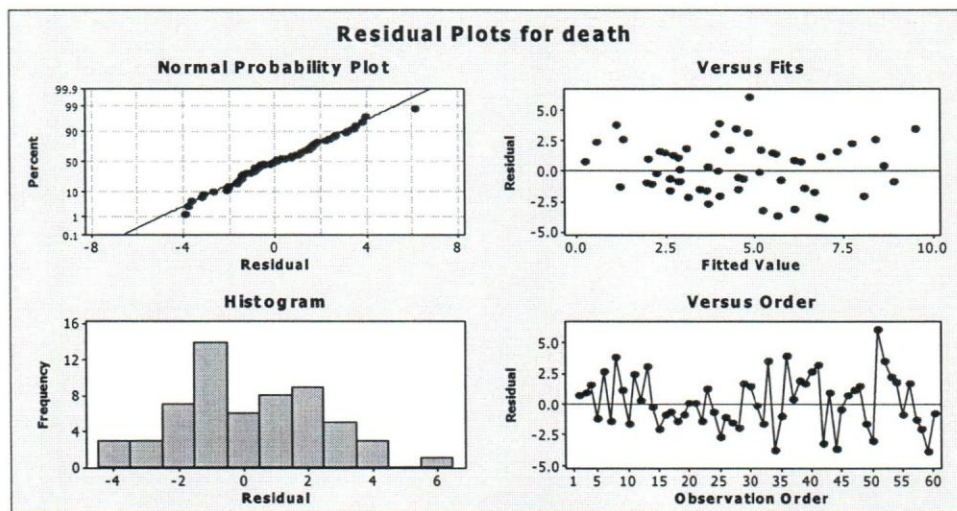 Residual Plots for death
Normal Probability Plot
99.9
99
90
50
10
1
0.1
Percent
-8 -4 0 4 8
Residual
Versus Fits
5.0
2.5
0.0
-2.5
-5.0
Residual
0.0 2.5 5.0 7.5 10.0
Fitted Value
Histogram
16
12
8
4
0
Frequency
-4 -2 0 2 4 6
Residual
Versus Order
5.0
2.5
0.0
-2.5
-5.0
Residual
1 5 10 15 20 25 30 35 40 45 50 55 60
Observation Order